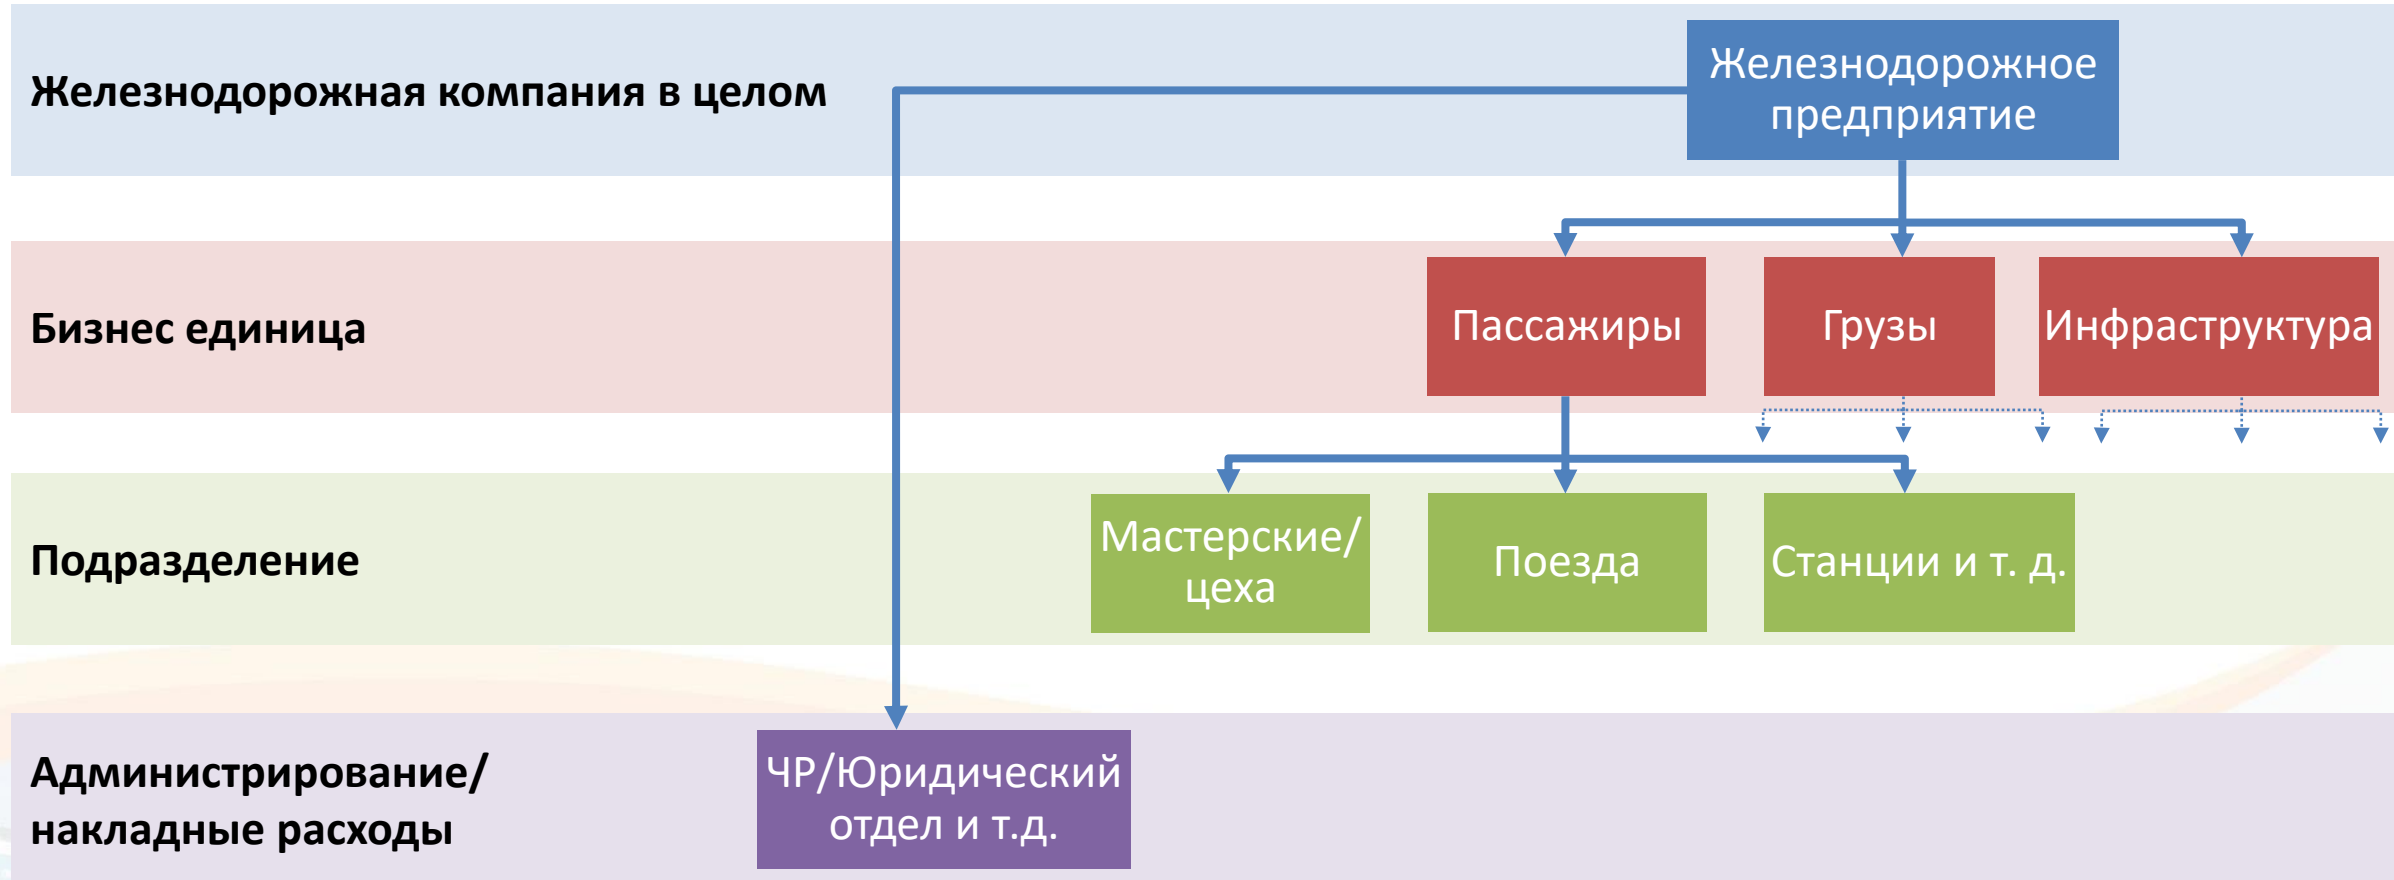 Железнодорожная компания в целом
Железнодорожное
предприятие
Бизнес единица
Пассажиры
Грузы
Инфраструктура
Подразделение
Мастерские/
цеха
Поезда
Станции и т. д.
Администрирование/
накладные расходы
ЧР/Юридический
отдел и т.д.